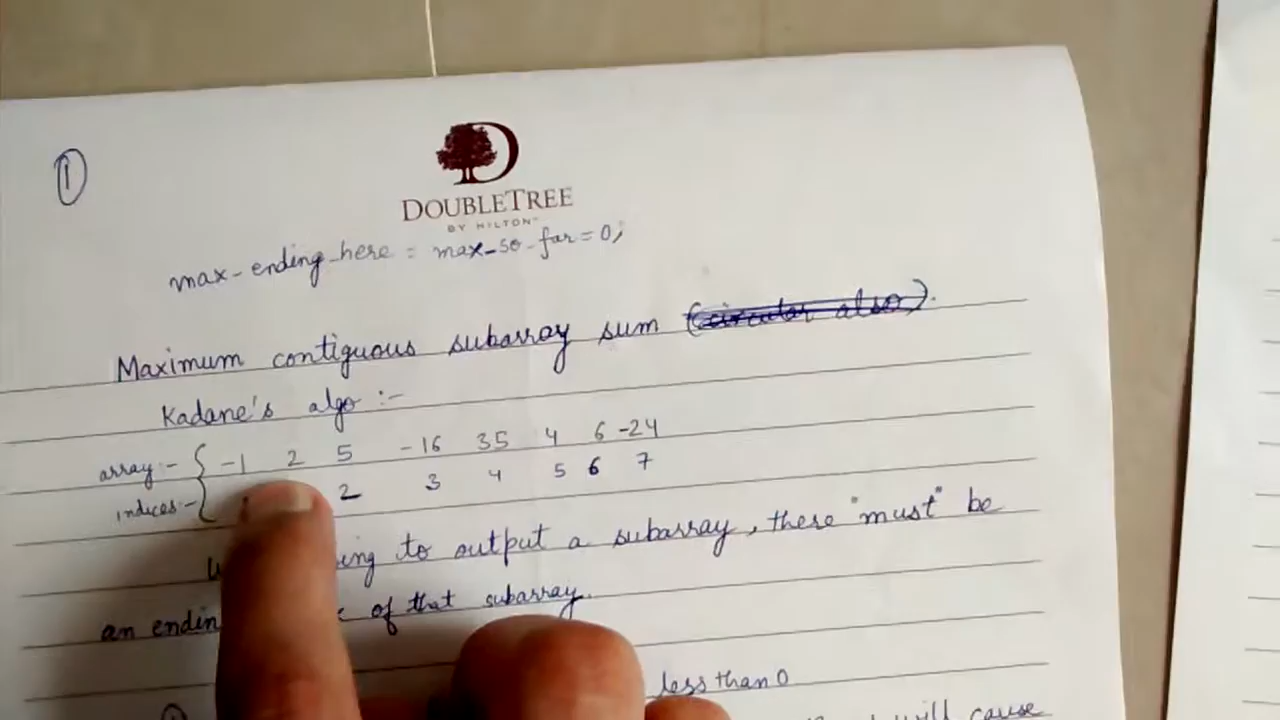 1
DOUBLETREE
BY HILTON™
max-ending-here = max-so-far=0;
Maximum contiguous subarray sum (circular also).
Kadane's algo :-
array:- { -1 2 5 -16 35 4 6 -24
indices:- 2 3 4 5 6 7
to output a subarray, there "must" be
an of that subarray.
less than 0
will cause